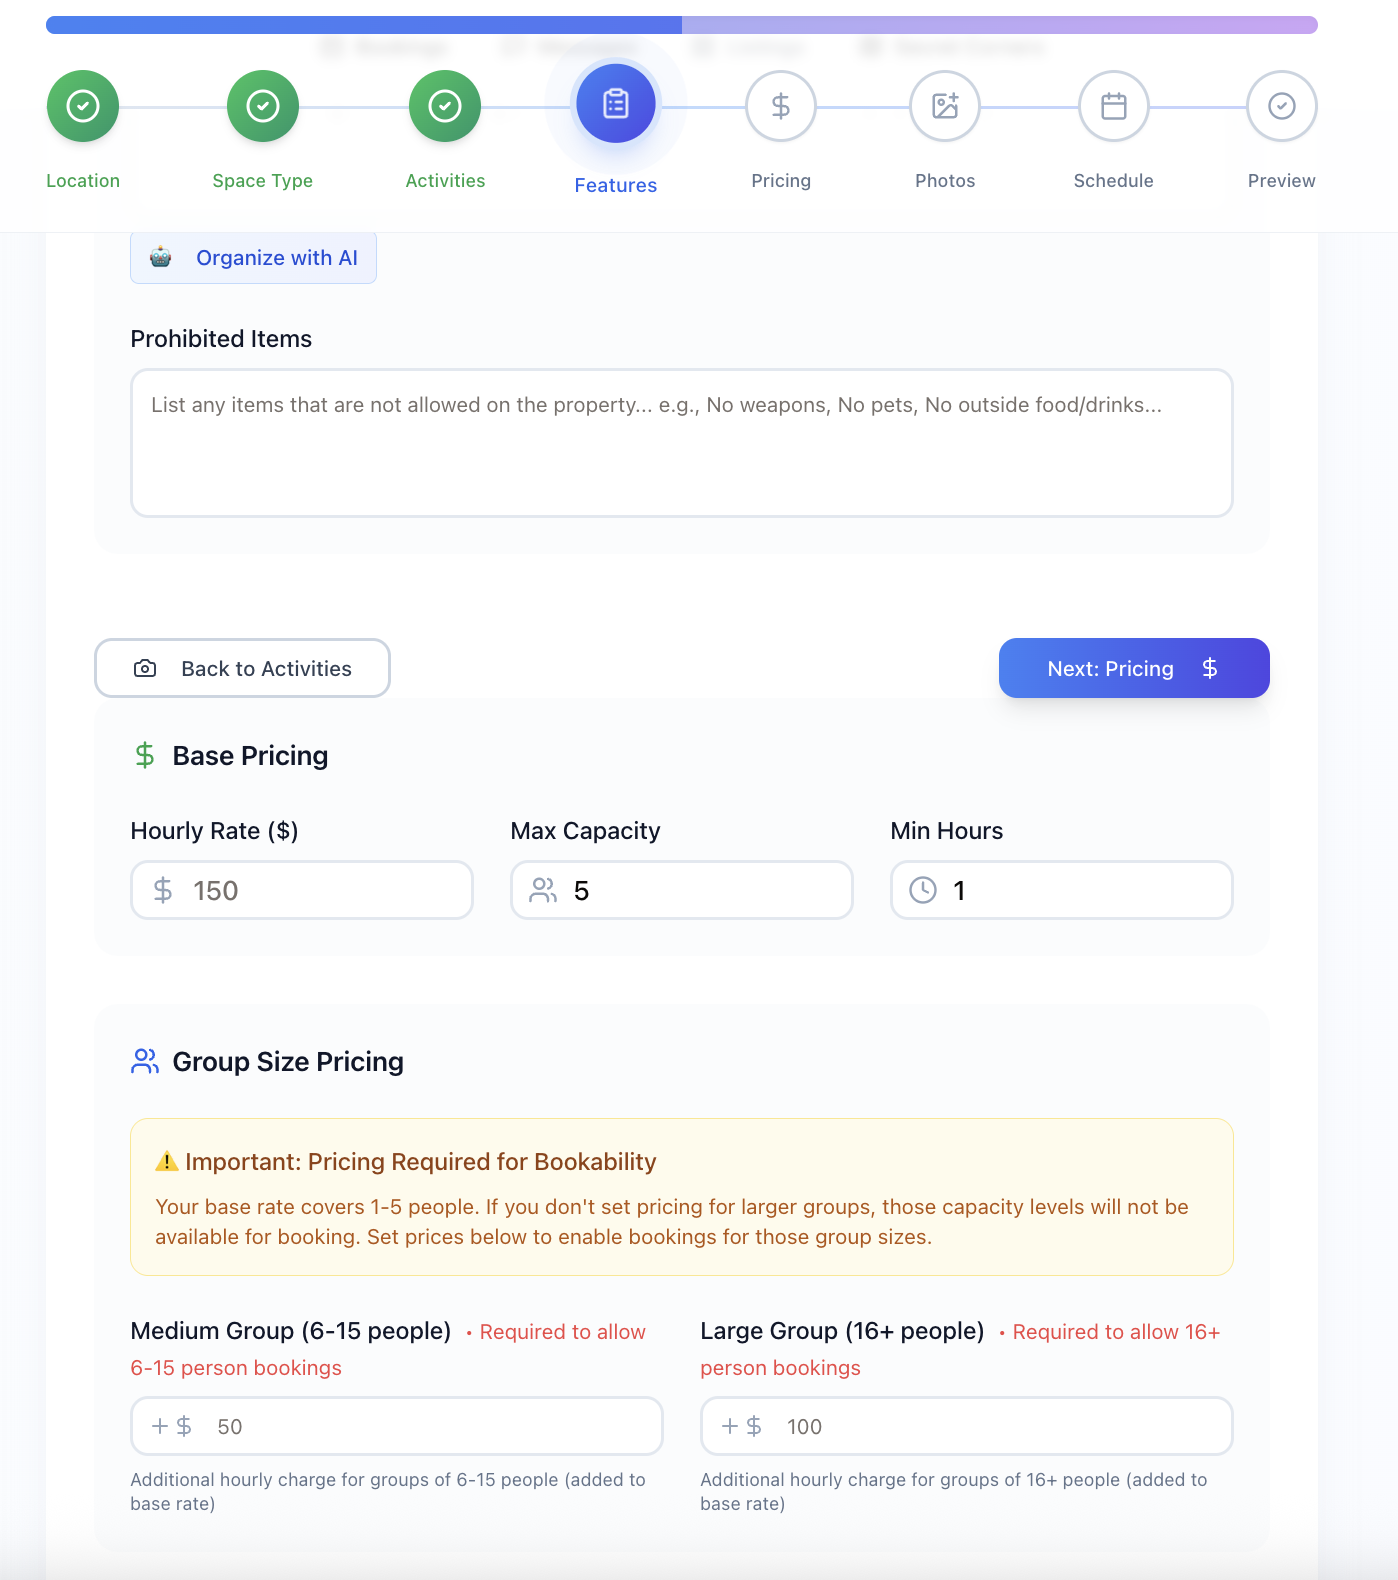 Location
Space Type
Activities
Features
Pricing
Photos
Schedule
Preview
Organize with AI
Prohibited Items
List any items that are not allowed on the property... e.g., No weapons, No pets, No outside food/drinks...
Back to Activities
Next: Pricing
Base Pricing
Hourly Rate ($)
Max Capacity
Min Hours
$ 150
5
1
Group Size Pricing
Important: Pricing Required for Bookability
Your base rate covers 1-5 people. If you don't set pricing for larger groups, those capacity levels will not be
available for booking. Set prices below to enable bookings for those group sizes.
Medium Group (6-15 people) • Required to allow
6-15 person bookings
+$ 50
Additional hourly charge for groups of 6-15 people (added to
base rate)
Large Group (16+ people) • Required to allow 16+
person bookings
+$ 100
Additional hourly charge for groups of 16+ people (added to
base rate)